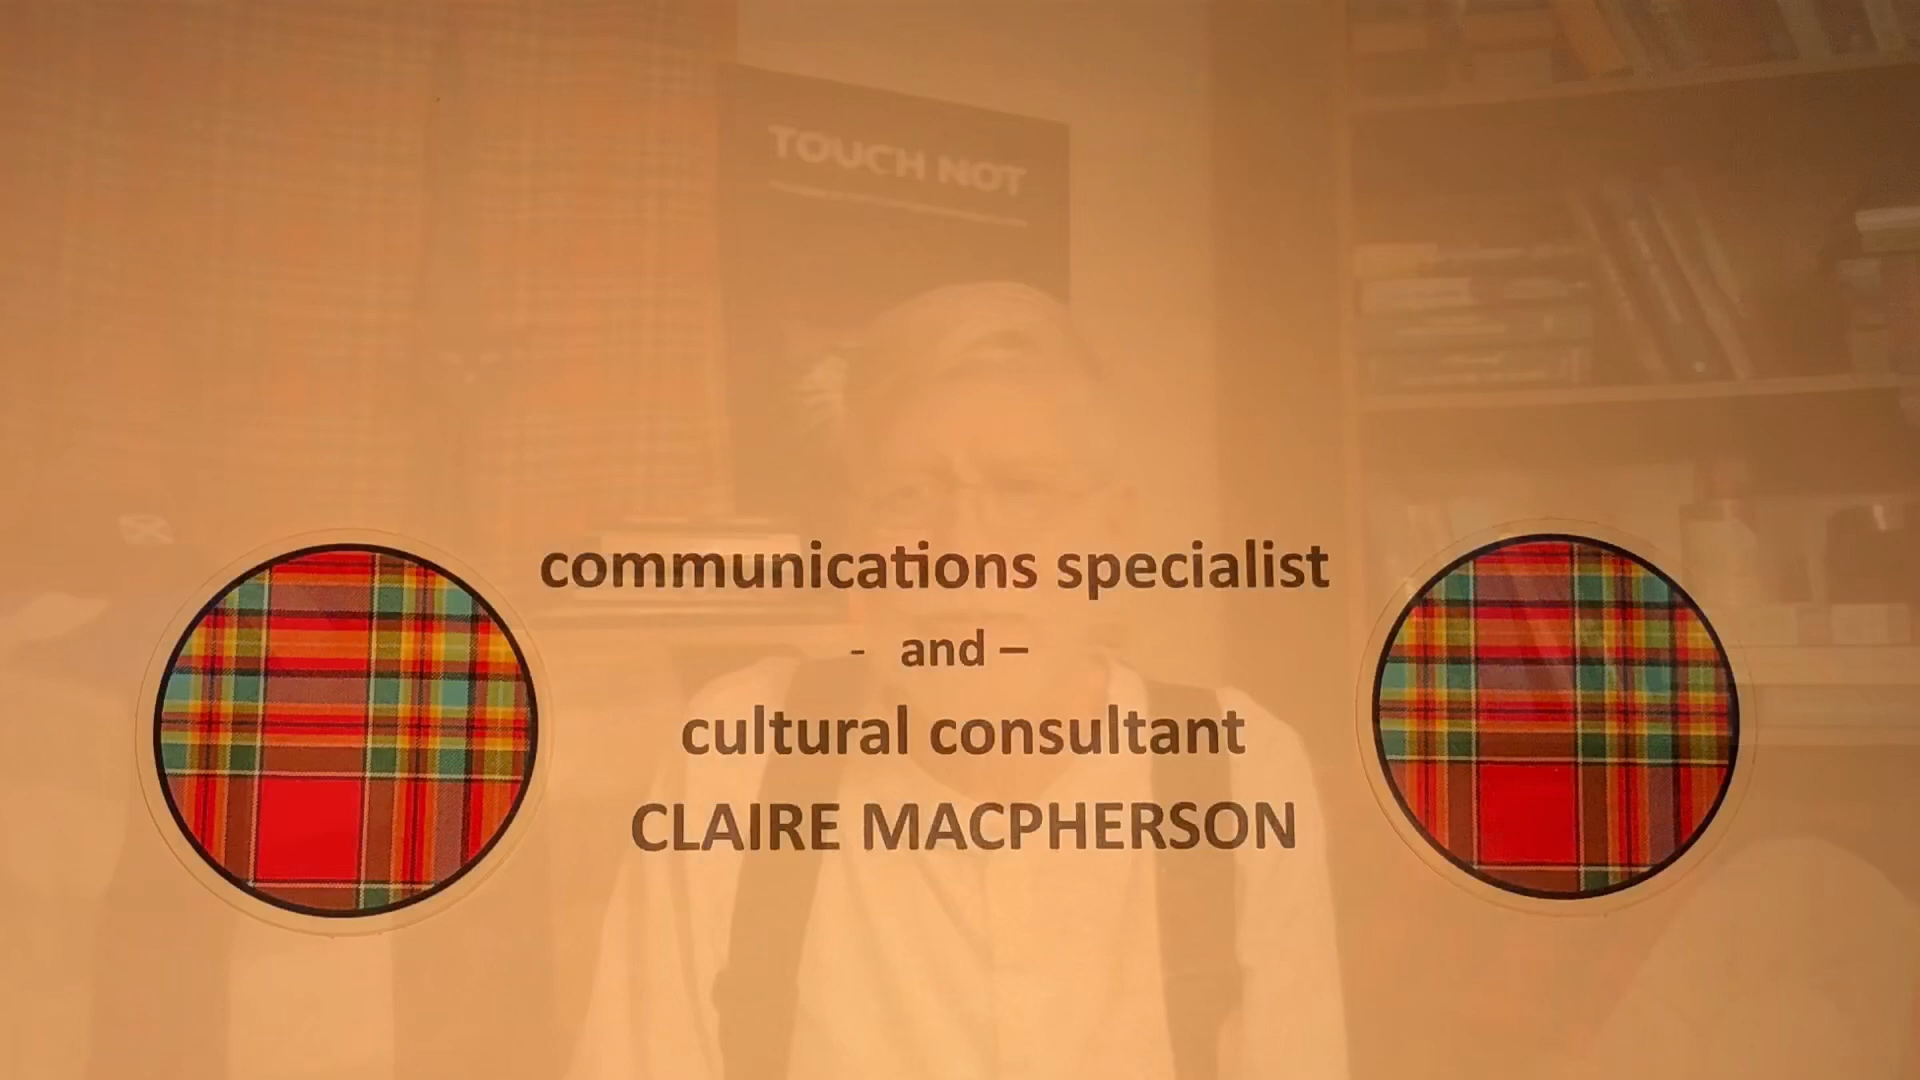 TOUCH NOT
communications specialist
- and –
cultural consultant
CLAIRE MACPHERSON